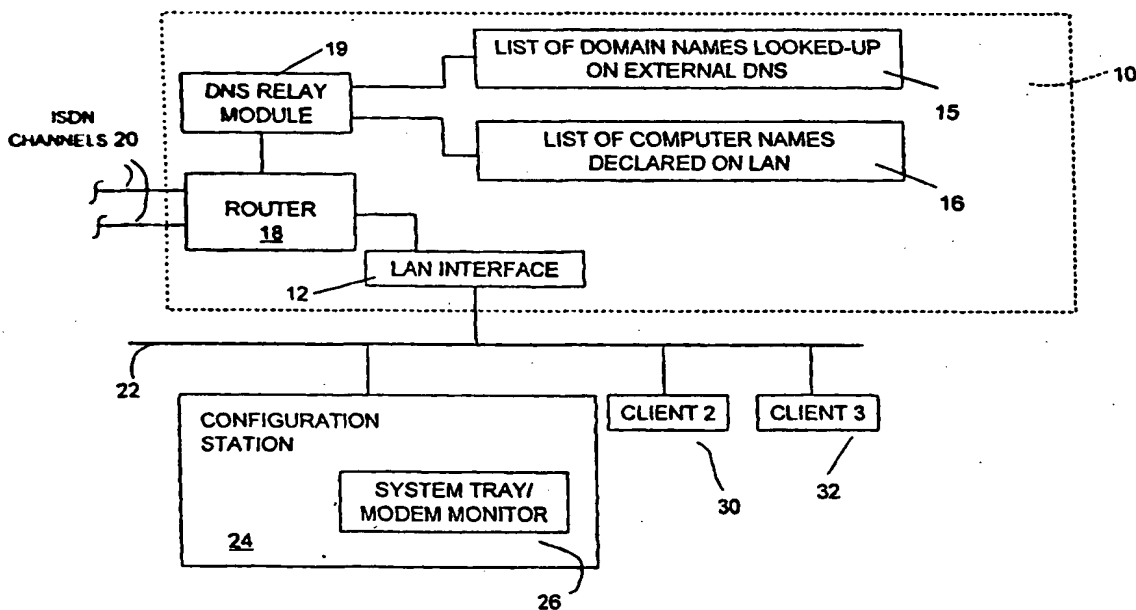 19
LIST OF DOMAIN NAMES LOOKED-UP
ON EXTERNAL DNS
10
DNS RELAY
MODULE
15
ISDN
CHANNELS 20
LIST OF COMPUTER NAMES
DECLARED ON LAN
16
ROUTER
18
LAN INTERFACE
12
22
CONFIGURATION
STATION
CLIENT 2
CLIENT 3
30
32
SYSTEM TRAY/
MODEM MONITOR
24
26